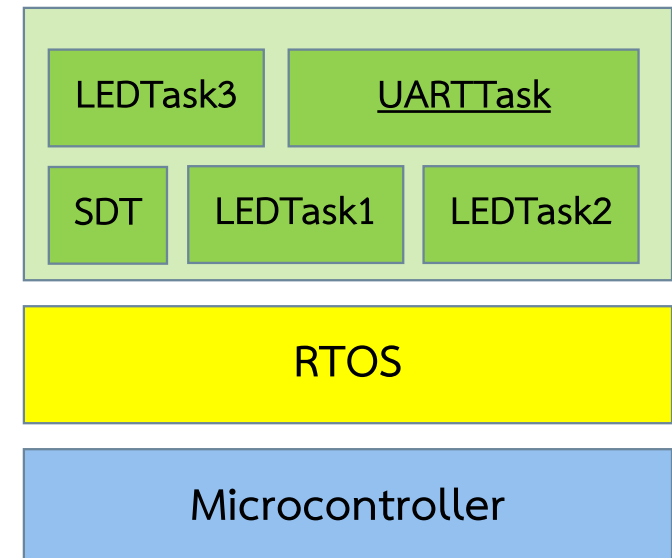 LEDTask3
UARTTask
SDT
LEDTask1
LEDTask2
RTOS
Microcontroller